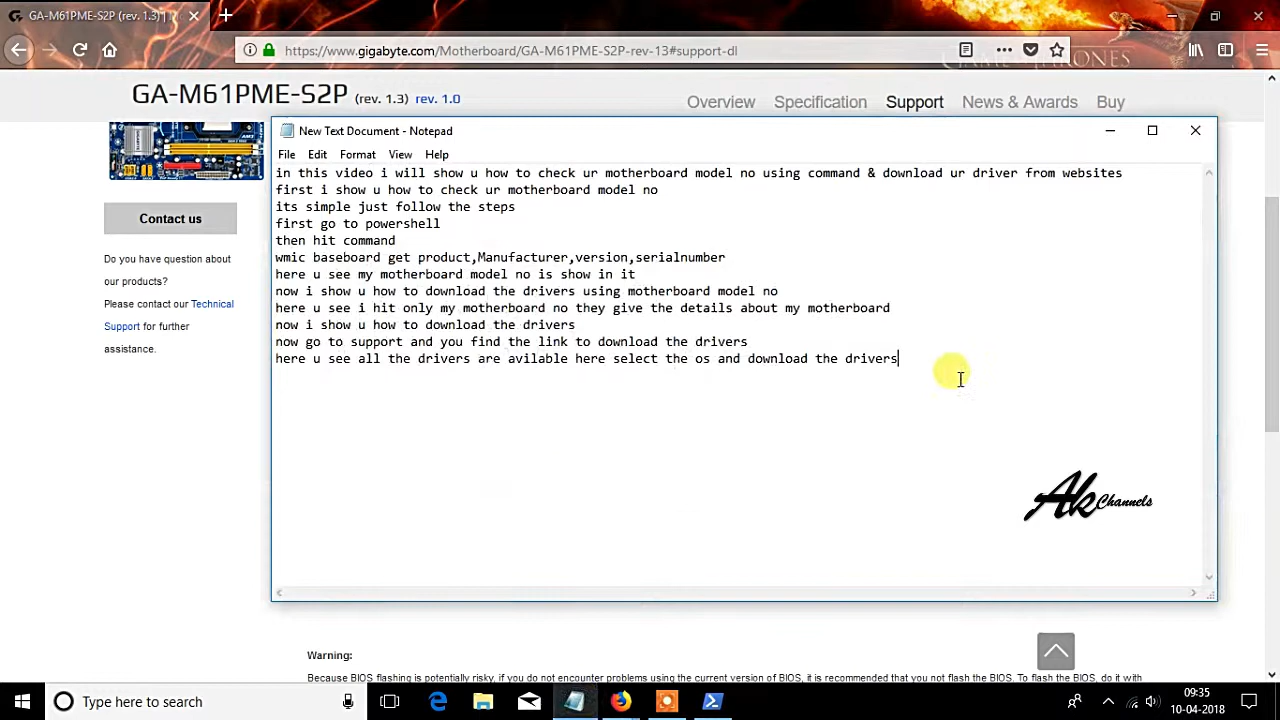 GA-M61PME-S2P (rev. 1.3) |
https://www.gigabyte.com/Motherboard/GA-M61PME-S2P-rev-13#support-dl
GAME THRONES
GA-M61PME-S2P (rev. 1.3) rev. 1.0
Overview Specification Support News & Awards Buy
Contact us
Do you have question about
our products?
Please contact our Technical
Support for further
assistance.
New Text Document - Notepad
File Edit Format View Help
in this video i will show u how to check ur motherboard model no using command & download ur driver from websites
first i show u how to check ur motherboard model no
its simple just follow the steps
first go to powershell
then hit command
wmic baseboard get product,Manufacturer,version,serialnumber
here u see my motherboard model no is show in it
now i show u how to download the drivers using motherboard model no
here u see i hit only my motherboard no they give the details about my motherboard
now i show u how to download the drivers
now go to support and you find the link to download the drivers
here u see all the drivers are avilable here select the os and download the drivers
Ak Channels
Warning:
Because BIOS flashing is potentially risky, if you do not encounter problems using the current version of BIOS, it is recommended that you not flash the BIOS. To flash the BIOS, do it with
Type here to search
09:35
10-04-2018